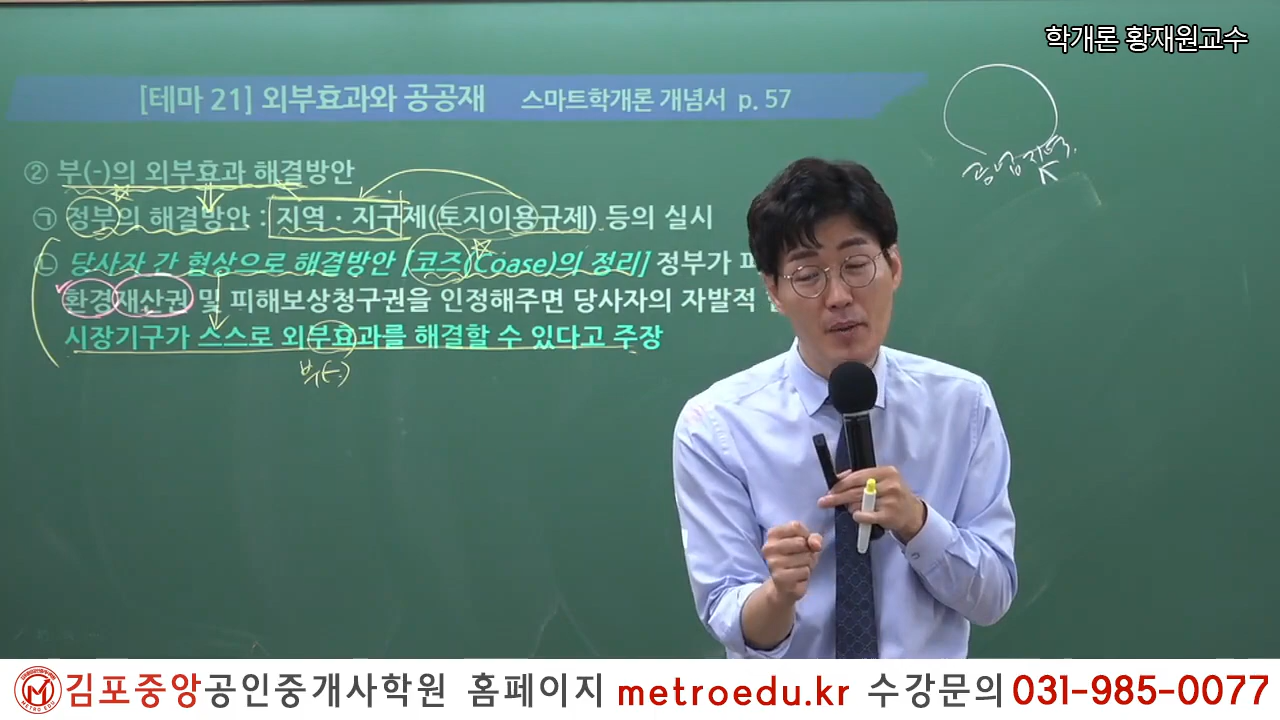 학개론 황재원교수
[테마 21] 외부효과와 공공재 스마트학개론 개념서 p. 57
② 부(-)의 외부효과 해결방안
㉠ 정부의 해결방안 : 지역·지구제(토지이용규제) 등의 실시
㉡ 당사자 간 협상으로 해결방안 [코즈(Coase)의 정리] 정부가
환경재산권 및 피해보상청구권을 인정해주면 당사자의 자발적
시장기구가 스스로 외부효과를 해결할 수 있다고 주장
부(-)
METRO EDU
김포중앙공인중개사학원 홈페이지 metroedu.kr 수강문의 031-985-0077